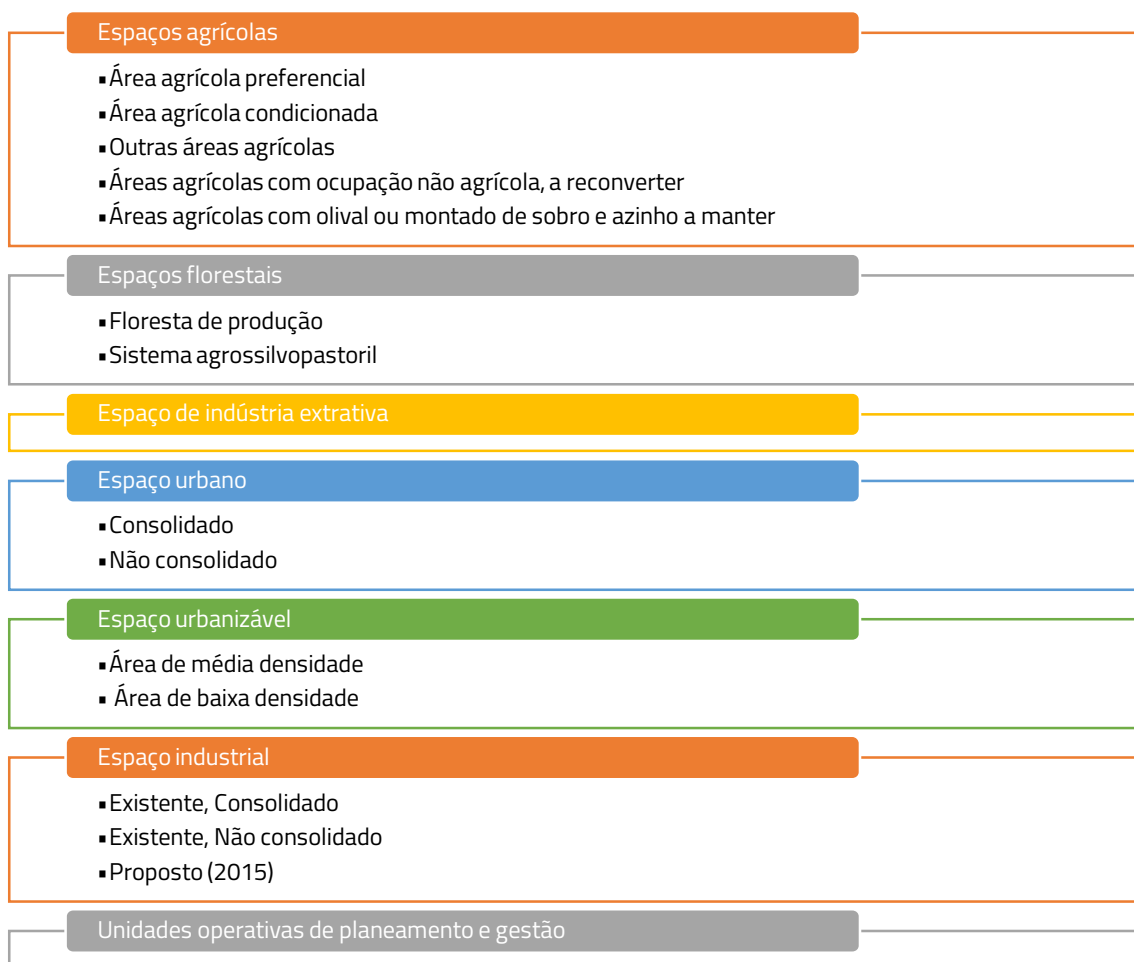 Espaços agrícolas
▪Área agrícola preferencial
▪Área agrícola condicionada
▪Outras áreas agrícolas
▪Áreas agrícolas com ocupação não agrícola, a reconverter
▪Áreas agrícolas com olival ou montado de sobro e azinho a manter
Espaços florestais
▪Floresta de produção
▪Sistema agrossilvopastoril
Espaço de indústria extrativa
Espaço urbano
▪Consolidado
▪Não consolidado
Espaço urbanizável
▪Área de média densidade
▪ Área de baixa densidade
Espaço industrial
▪Existente, Consolidado
▪Existente, Não consolidado
▪Proposto (2015)
Unidades operativas de planeamento e gestão